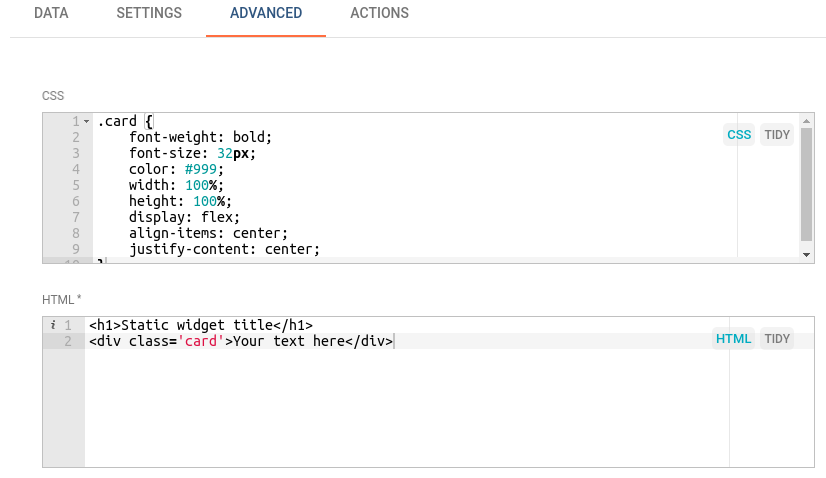 DATA SETTINGS ADVANCED ACTIONS
CSS
1 .card {
CSS TIDY
2 font-weight: bold;
3 font-size: 32px;
4 color: #999;
5 width: 100%;
6 height: 100%;
7 display: flex;
8 align-items: center;
9 justify-content: center;
10 }
HTML *
i 1 <h1>Static widget title</h1>
HTML TIDY
2 <div class='card'>Your text here</div>